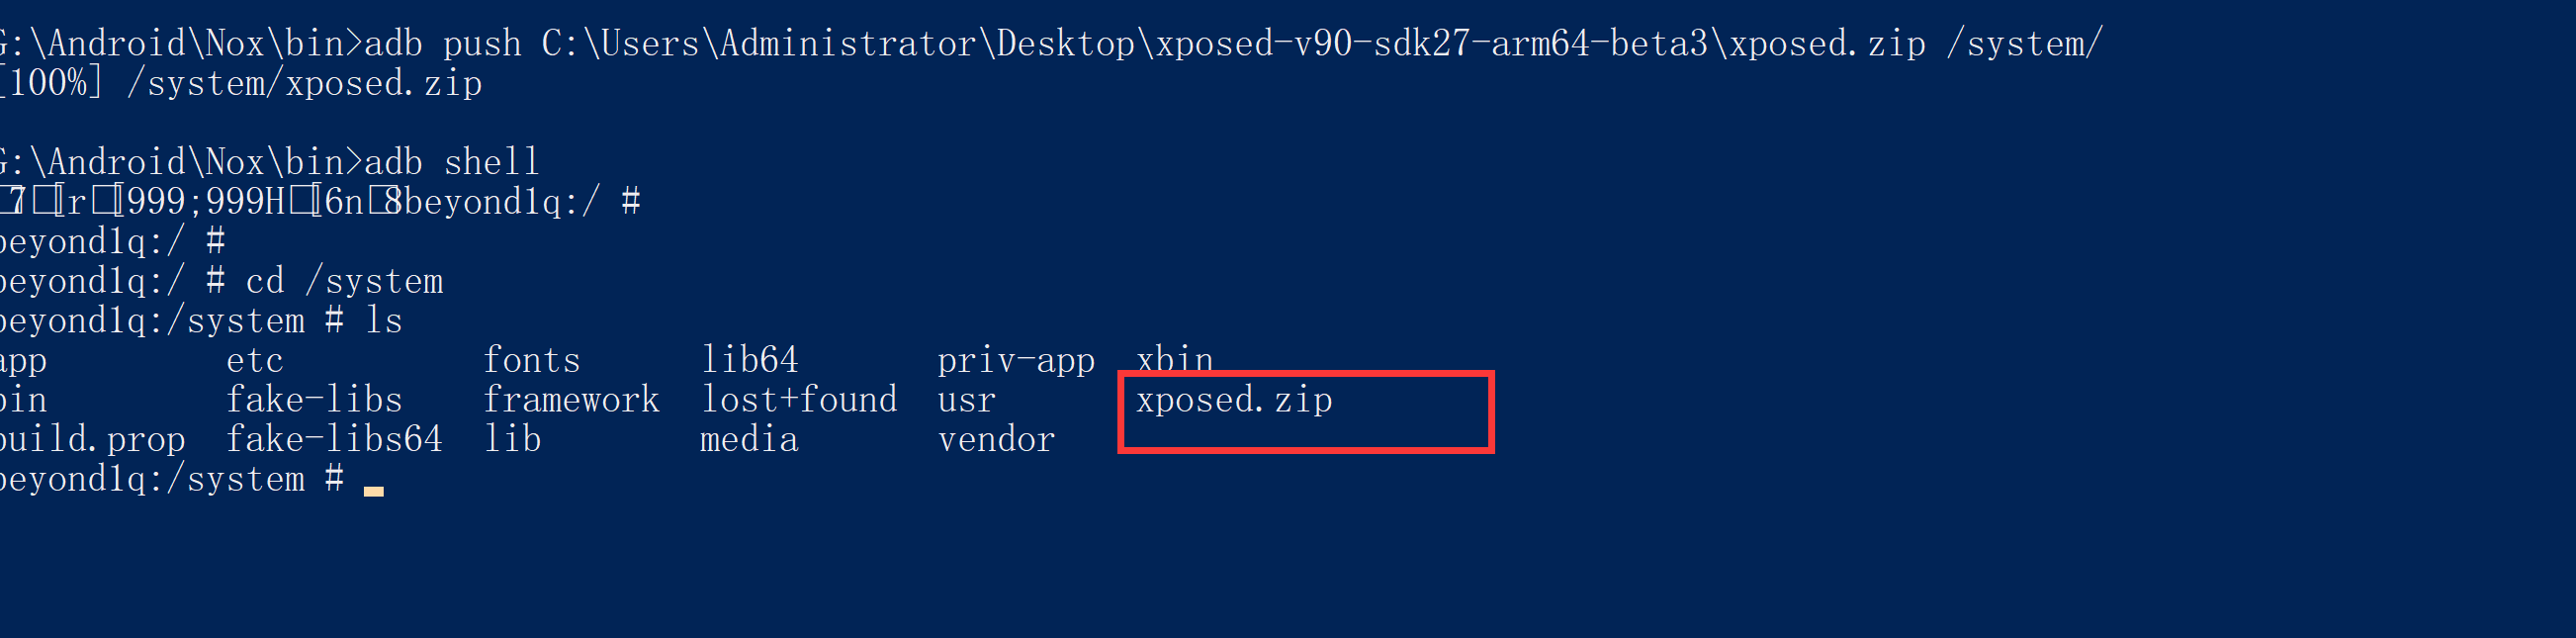 G:\Android\Nox\bin>adb push C:\Users\Administrator\Desktop\xposed-v90-sdk27-arm64-beta3\xposed.zip /system/
[100%] /system/xposed.zip
G:\Android\Nox\bin>adb shell
□7□[r□[999;999H□[6n□8beyond1q:/ #
beyond1q:/ #
beyond1q:/ # cd /system
beyond1q:/system # ls
app etc fonts lib64 priv-app xbin
bin fake-libs framework lost+found usr xposed.zip
build.prop fake-libs64 lib media vendor
beyond1q:/system #